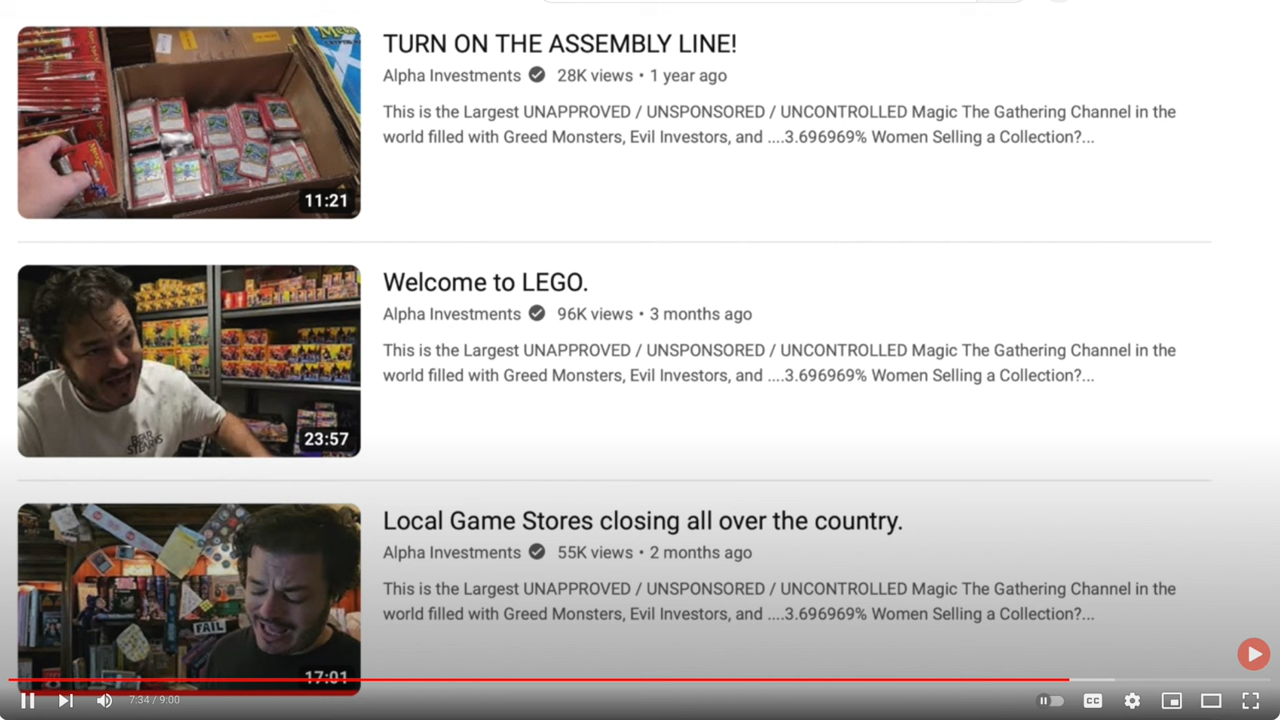 TURN ON THE ASSEMBLY LINE!
Alpha Investments 28K views • 1 year ago
This is the Largest UNAPPROVED / UNSPONSORED / UNCONTROLLED Magic The Gathering Channel in the
world filled with Greed Monsters, Evil Investors, and ....3.696969% Women Selling a Collection?...
11:21
Welcome to LEGO.
Alpha Investments 96K views • 3 months ago
This is the Largest UNAPPROVED / UNSPONSORED / UNCONTROLLED Magic The Gathering Channel in the
world filled with Greed Monsters, Evil Investors, and ....3.696969% Women Selling a Collection?...
BEAR
STEARNS
23:57
Local Game Stores closing all over the country.
Alpha Investments 55K views • 2 months ago
This is the Largest UNAPPROVED / UNSPONSORED / UNCONTROLLED Magic The Gathering Channel in the
world filled with Greed Monsters, Evil Investors, and ....3.696969% Women Selling a Collection?...
FAIL
17:01
7:34 / 9:00
CC